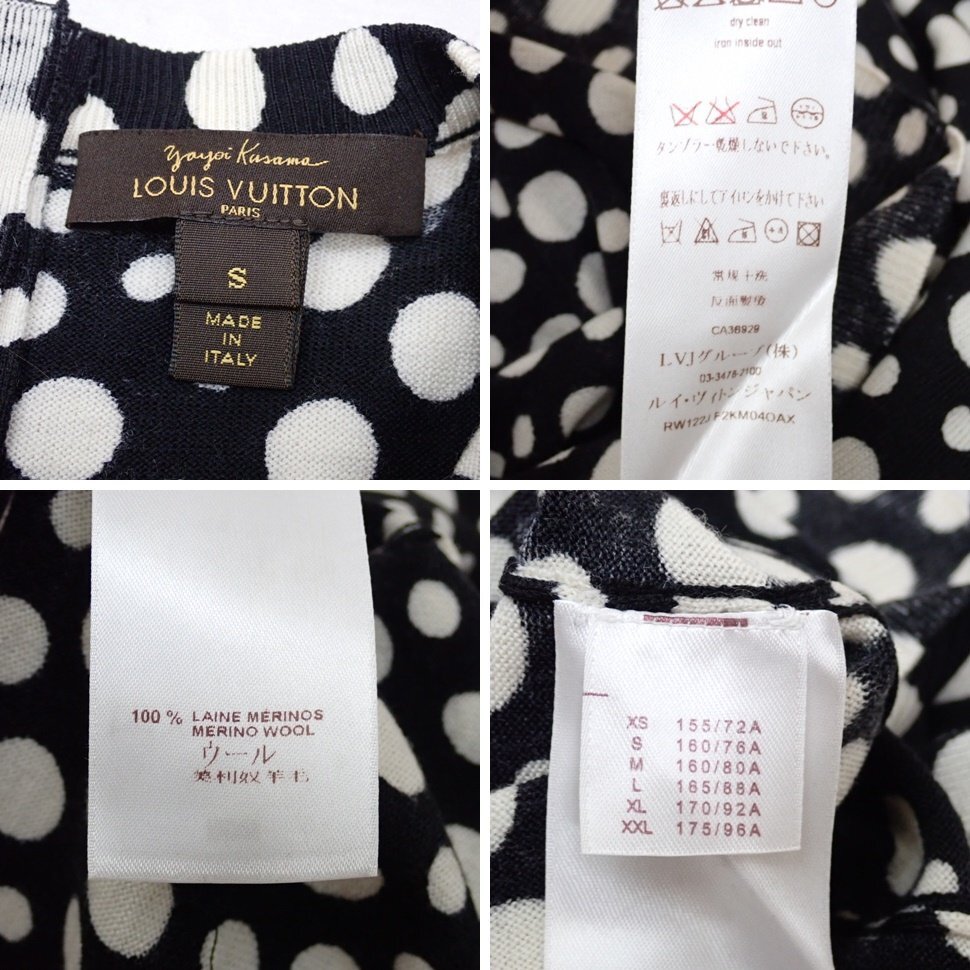 Yayoi Kusama
LOUIS VUITTON
PARIS
S
MADE
IN
ITALY
dry clean
iron inside out
タンブラー乾燥しないで下さい。
裏返しにしてアイロンをかけて下さい
常规干洗
反面熨烫
CA36929
LVJグループ(株)
03-3478-2100
ルイ・ヴィトンジャパン
RW122J F2KM04OAX
100 % LAINE MÉRINOS
MERINO WOOL
ウール
美利奴羊毛
XS 155/72A
S 160/76A
M 160/80A
L 165/88A
XL 170/92A
XXL 175/96A